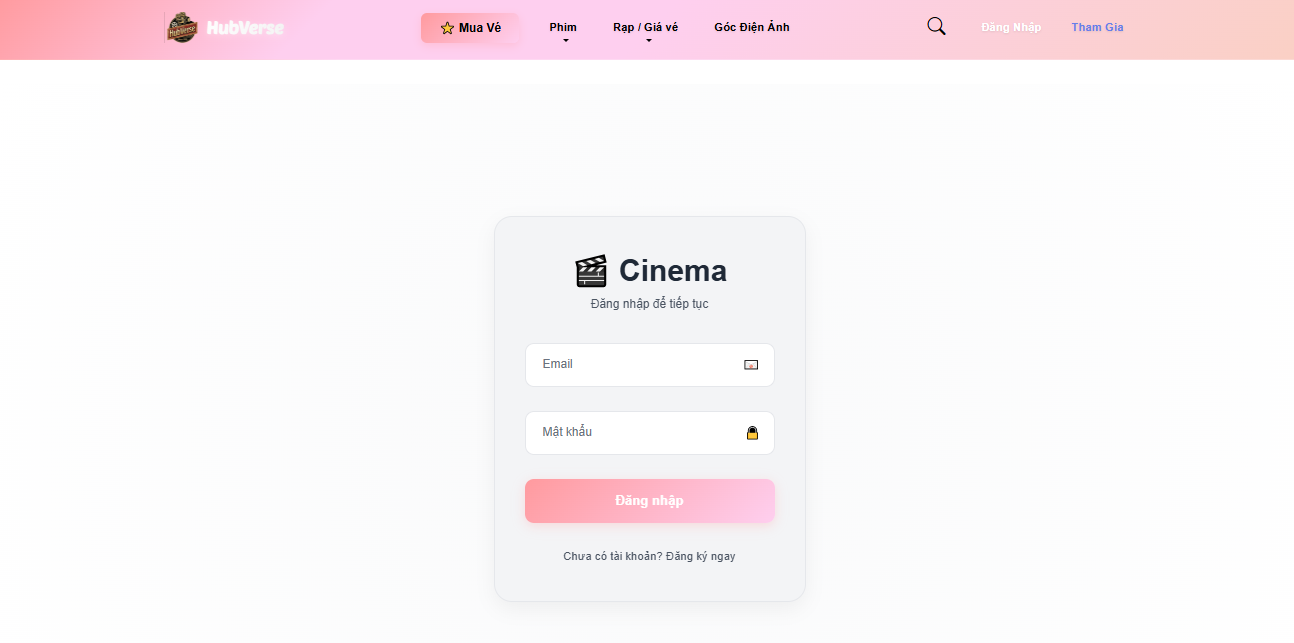 HubVerse
HubVerse
Mua Vé
Phim
Rạp / Giá vé
Góc Điện Ảnh
Đăng Nhập
Tham Gia
Cinema
Đăng nhập để tiếp tục
Email
Mật khẩu
Đăng nhập
Chưa có tài khoản? Đăng ký ngay